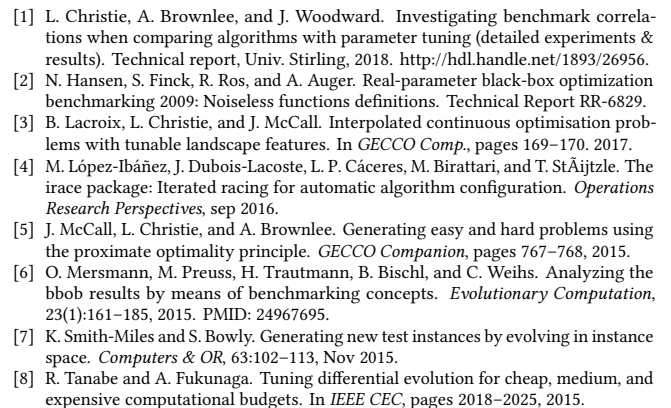 [1] L. Christie, A. Brownlee, and J. Woodward. Investigating benchmark correla-
tions when comparing algorithms with parameter tuning (detailed experiments &
results). Technical report, Univ. Stirling, 2018. http://hdl.handle.net/1893/26956.
[2] N. Hansen, S. Finck, R. Ros, and A. Auger. Real-parameter black-box optimization
benchmarking 2009: Noiseless functions definitions. Technical Report RR-6829.
[3] B. Lacroix, L. Christie, and J. McCall. Interpolated continuous optimisation prob-
lems with tunable landscape features. In GECCO Comp., pages 169–170. 2017.
[4] M. López-Ibáñez, J. Dubois-Lacoste, L. P. Cáceres, M. Birattari, and T. StÃijtzle. The
irace package: Iterated racing for automatic algorithm configuration. Operations
Research Perspectives, sep 2016.
[5] J. McCall, L. Christie, and A. Brownlee. Generating easy and hard problems using
the proximate optimality principle. GECCO Companion, pages 767–768, 2015.
[6] O. Mersmann, M. Preuss, H. Trautmann, B. Bischl, and C. Weihs. Analyzing the
bbob results by means of benchmarking concepts. Evolutionary Computation,
23(1):161–185, 2015. PMID: 24967695.
[7] K. Smith-Miles and S. Bowly. Generating new test instances by evolving in instance
space. Computers & OR, 63:102–113, Nov 2015.
[8] R. Tanabe and A. Fukunaga. Tuning differential evolution for cheap, medium, and
expensive computational budgets. In IEEE CEC, pages 2018–2025, 2015.